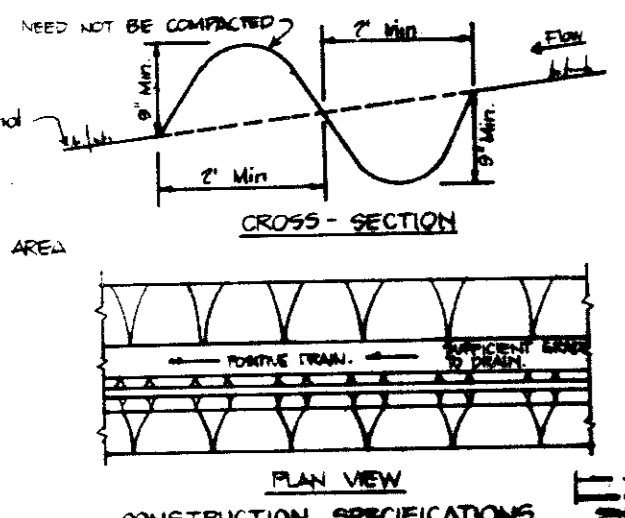 NEED NOT BE COMPACTED
2' Min.
Flow
9" Min.
9" Min.
2' Min
CROSS - SECTION
AREA
POSITIVE DRAIN.
SUFFICIENT GRADE
TO DRAIN.
PLAN VIEW
CONSTRUCTION SPECIFICATIONS